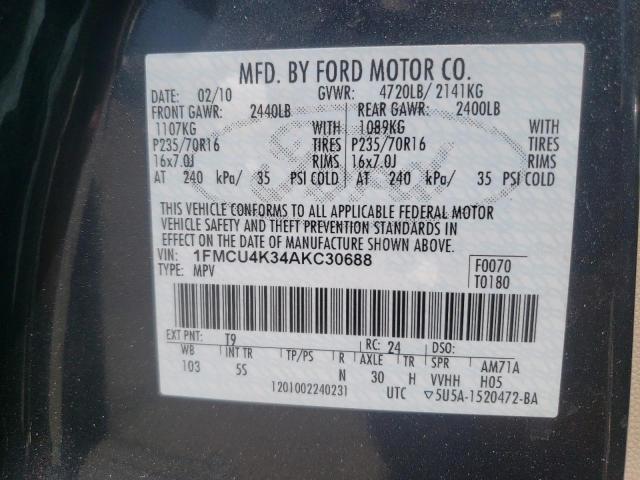 MFD. BY FORD MOTOR CO.
DATE: 02/10 GVWR: 4720LB/ 2141KG
FRONT GAWR: 2440LB REAR GAWR: 2400LB
1107KG WITH 1089KG WITH
P235/70R16 TIRES P235/70R16 TIRES
16x7.0J RIMS 16x7.0J RIMS
AT 240 kPa/ 35 PSI COLD AT 240 kPa/ 35 PSI COLD
THIS VEHICLE CONFORMS TO ALL APPLICABLE FEDERAL MOTOR
VEHICLE SAFETY AND THEFT PREVENTION STANDARDS IN
EFFECT ON THE DATE OF MANUFACTURE SHOWN ABOVE.
VIN: 1FMCU4K34AKC30688 F0070
TYPE: MPV T0180
EXT PNT: T9 RC: 24 DSO:
WB INT TR TP/PS R AXLE TR SPR AM71A
103 5S N 30 H VVHH H05
1201002240231 UTC ▽5U5A-1520472-BA